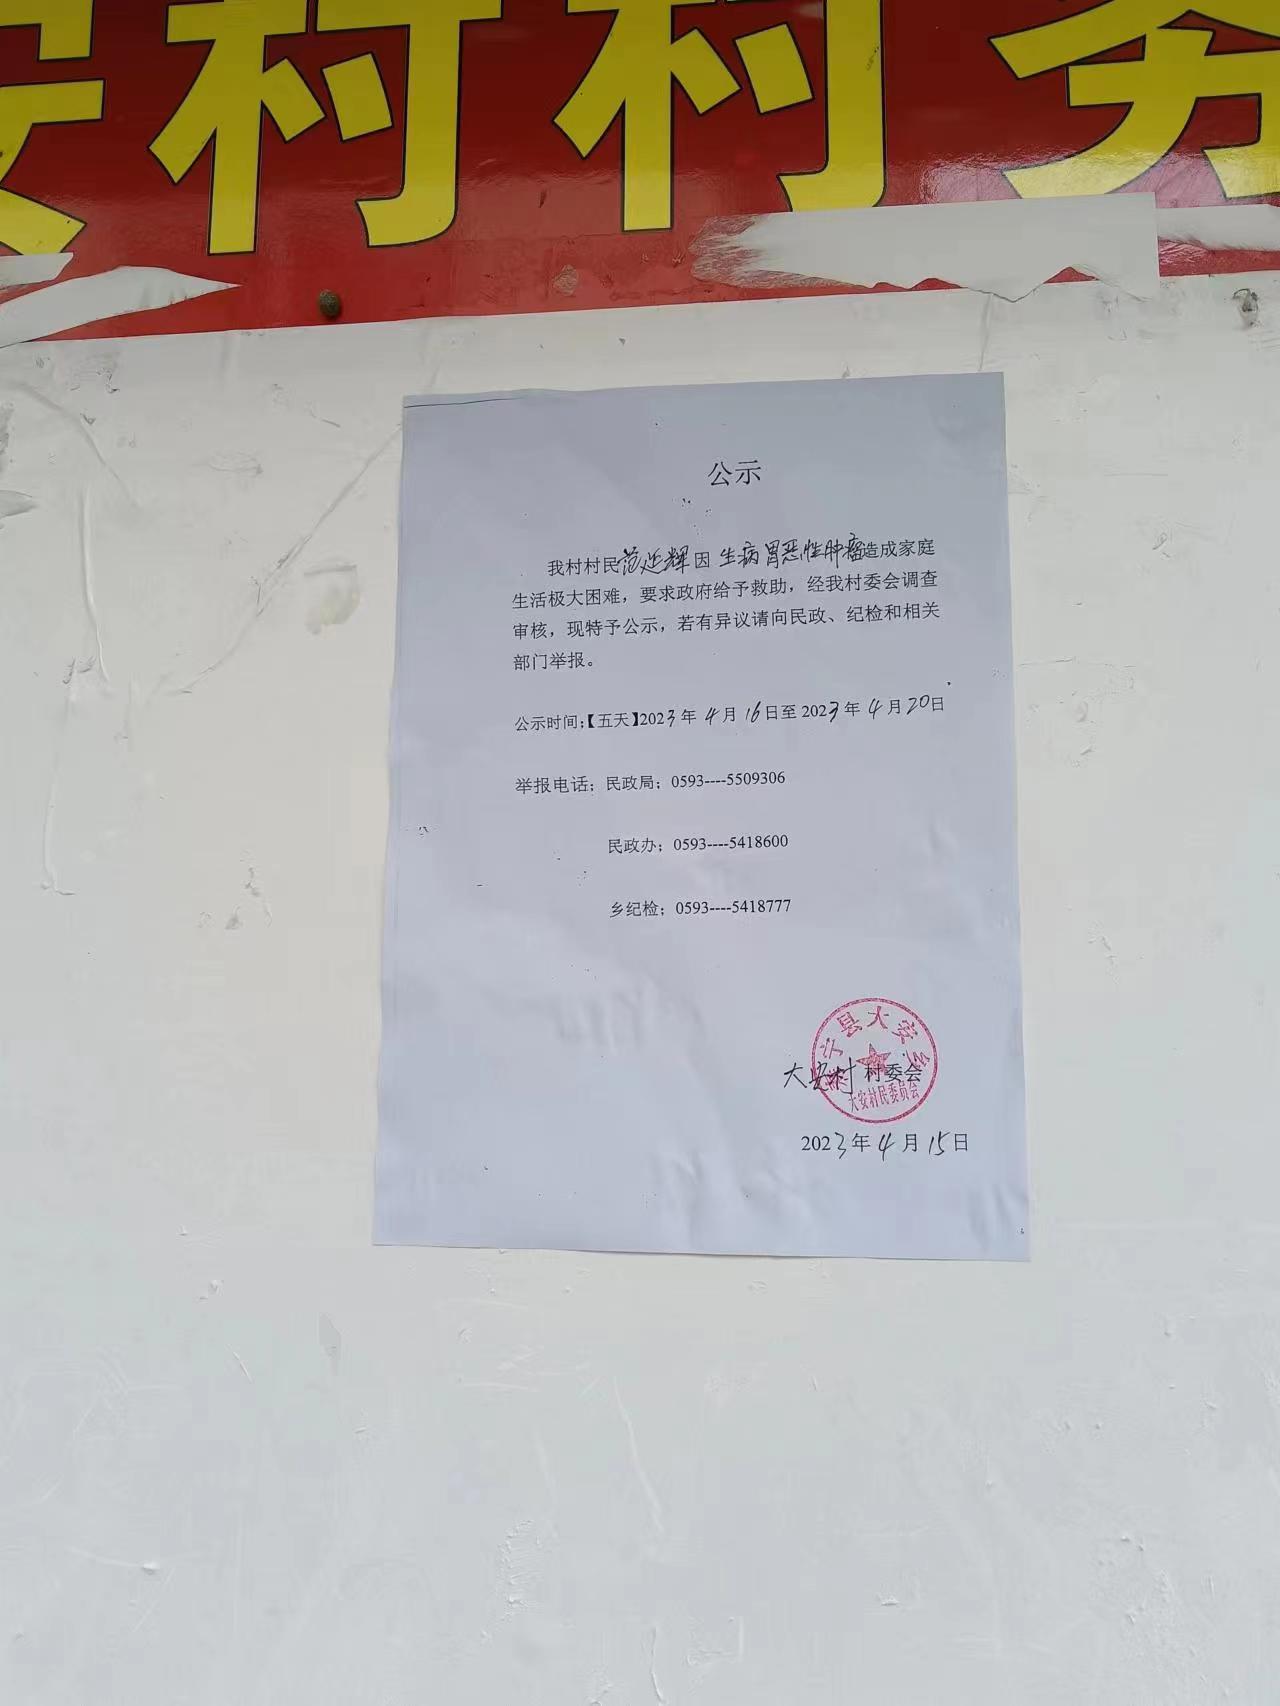 安村村务
公示
我村村民范廷辉因 生病胃恶性肿瘤造成家庭
生活极大困难，要求政府给予救助，经我村委会调查
审核，现特予公示，若有异议请向民政、纪检和相关
部门举报。
公示时间；【五天】2023年4月16日至2023年4月20日
举报电话；民政局；0593----5509306
民政办；0593----5418600
乡纪检；0593----5418777
宁县大安乡
大安村 村委会
大安村民委员会
2023年4月15日